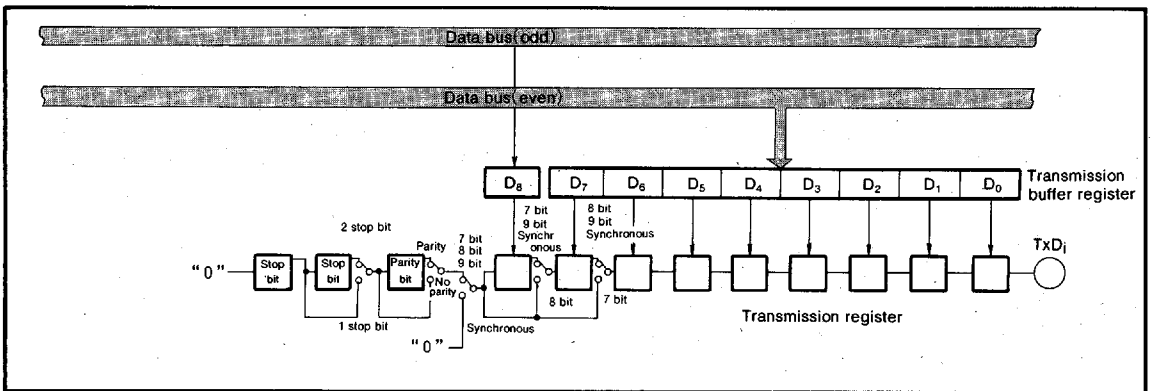 Data bus(odd)
Data bus(even)
D₈ D₇ D₆ D₅ D₄ D₃ D₂ D₁ D₀
Transmission
buffer register
7 bit
9 bit
Synchr
onous
8 bit
9 bit
Synchronous
2 stop bit
Parity
7 bit
8 bit
9 bit
TxDᵢ
"0"
Stop
bit
Stop
bit
Parity
bit
No
parity
8 bit
7 bit
1 stop bit
Synchronous
"0"
Transmission register